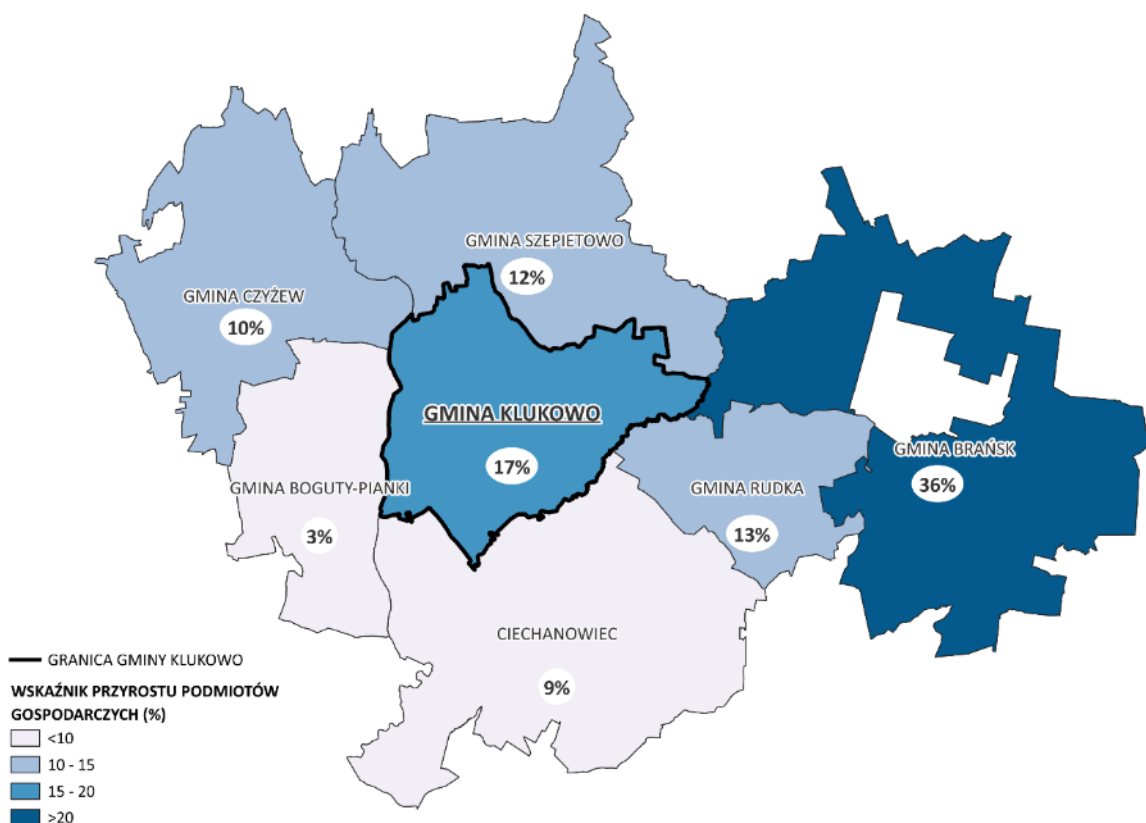 GMINA SZEPIETOWO
12%
GMINA CZYŻEW
10%
GMINA KLUKOWO
17%
GMINA BRAŃSK
36%
GMINA RUDKA
13%
GMINA BOGUTY-PIANKI
3%
CIECHANOWIEC
9%
GRANICA GMINY KLUKOWO
WSKAŹNIK PRZYROSTU PODMIOTÓW
GOSPODARCZYCH (%)
<10
10 - 15
15 - 20
>20